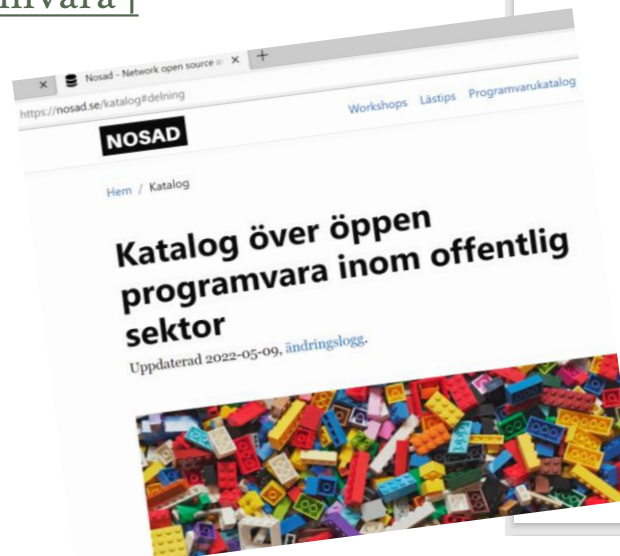 Nosad - Network open source a
https://nosad.se/katalog#delning
NOSAD
Workshops Lästips Programvarukatalog
Hem / Katalog
Katalog över öppen
programvara inom offentlig
sektor
Uppdaterad 2022-05-09, ändringslogg.